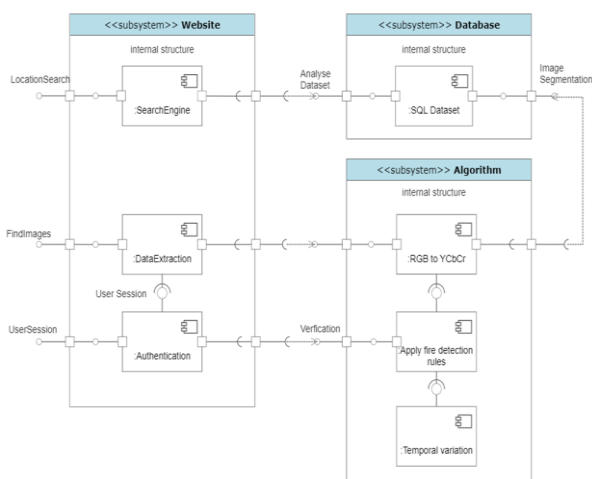 <<subsystem>> Website
<<subsystem>> Database
internal structure
internal structure
LocationSearch
Analyse
Dataset
Image
Segmentation
:SearchEngine
:SQL Dataset
<<subsystem>> Algorithm
internal structure
FindImages
:DataExtraction
:RGB to YCbCr
User Session
UserSession
Verfication
:Authentication
:Apply fire detection
rules
:Temporal variation